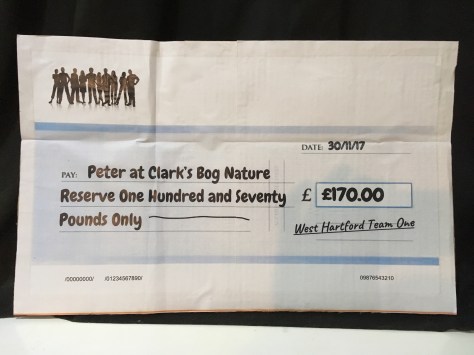 DATE: 30/11/17
PAY: Peter at Clark's Bog Nature
Reserve One Hundred and Seventy
Pounds Only
£ £170.00
West Hartford Team One
/00000000/ /01234567890/ 09876543210